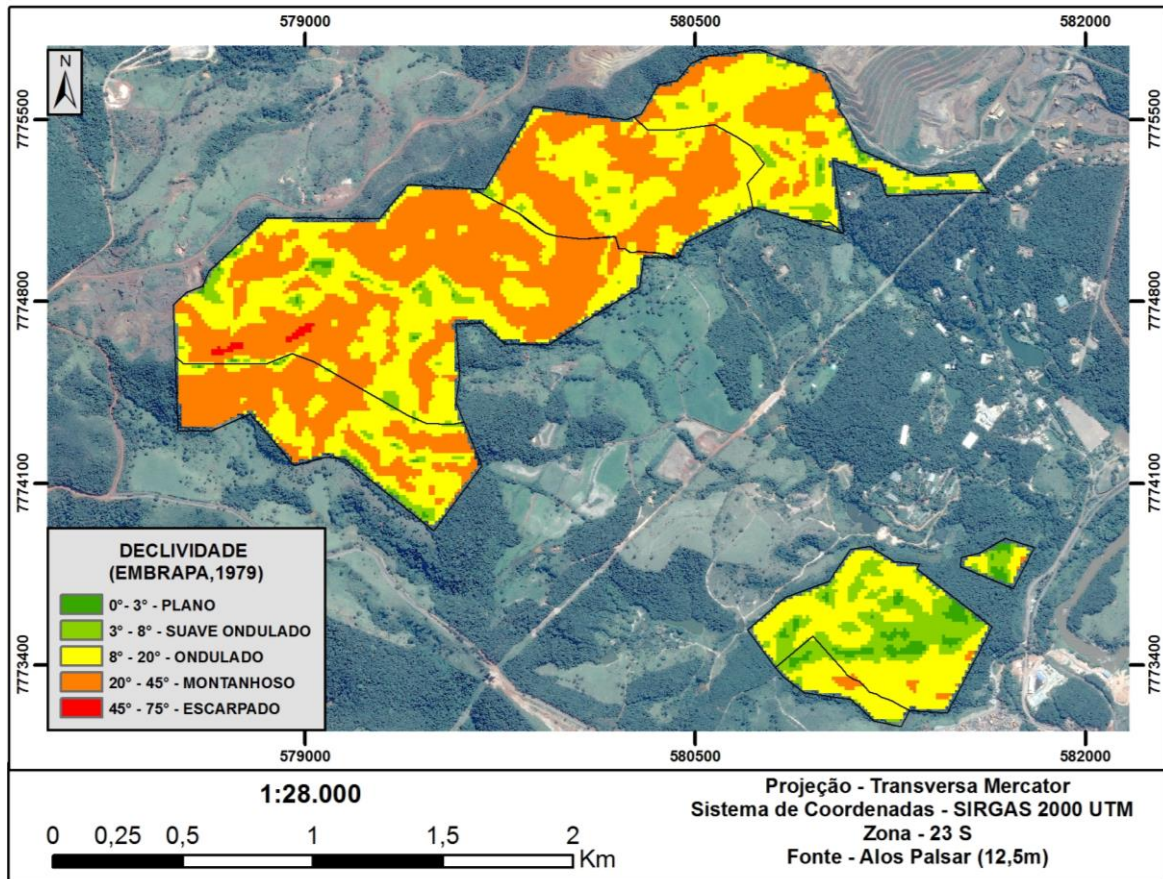 579000 580500 582000
N
7775500 7775500
7774800 7774800
7774100 7774100
7773400 7773400
DECLIVIDADE
(EMBRAPA,1979)
0°- 3° - PLANO
3° - 8° - SUAVE ONDULADO
8° - 20° - ONDULADO
20° - 45° - MONTANHOSO
45° - 75° - ESCARPADO
579000 580500 582000
1:28.000
0 0,25 0,5 1 1,5 2
Km
Projeção - Transversa Mercator
Sistema de Coordenadas - SIRGAS 2000 UTM
Zona - 23 S
Fonte - Alos Palsar (12,5m)